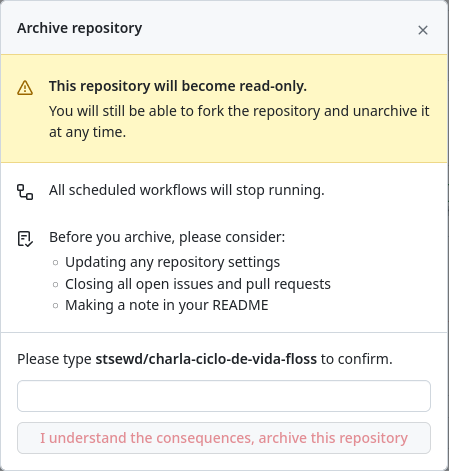 Archive repository
This repository will become read-only.
You will still be able to fork the repository and unarchive it
at any time.
All scheduled workflows will stop running.
Before you archive, please consider:
Updating any repository settings
Closing all open issues and pull requests
Making a note in your README
Please type stsewd/charla-ciclo-de-vida-floss to confirm.
I understand the consequences, archive this repository